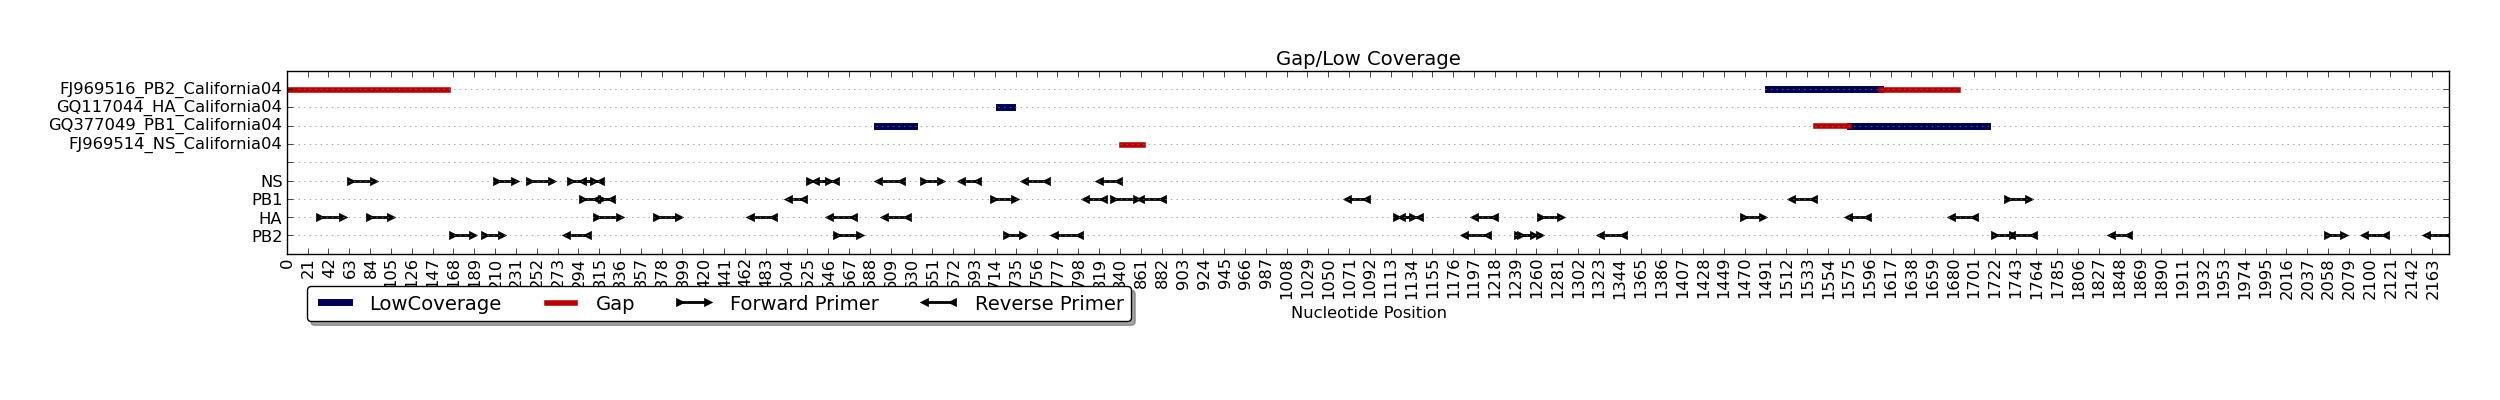 Gap/Low Coverage
FJ969516_PB2_California04
GQ117044_HA_California04
GQ377049_PB1_California04
FJ969514_NS_California04
NS
PB1
HA
PB2
0 21 42 63 84 105 126 147 168 189 210 231 252 273 294 315 336 357 378 399 420 441 462 483 504 525 546 567 588 609 630 651 672 693 714 735 756 777 798 819 840 861 882 903 924 945 966 987 1008 1029 1050 1071 1092 1113 1134 1155 1176 1197 1218 1239 1260 1281 1302 1323 1344 1365 1386 1407 1428 1449 1470 1491 1512 1533 1554 1575 1596 1617 1638 1659 1680 1701 1722 1743 1764 1785 1806 1827 1848 1869 1890 1911 1932 1953 1974 1995 2016 2037 2058 2079 2100 2121 2142 2163
LowCoverage Gap Forward Primer Reverse Primer
Nucleotide Position